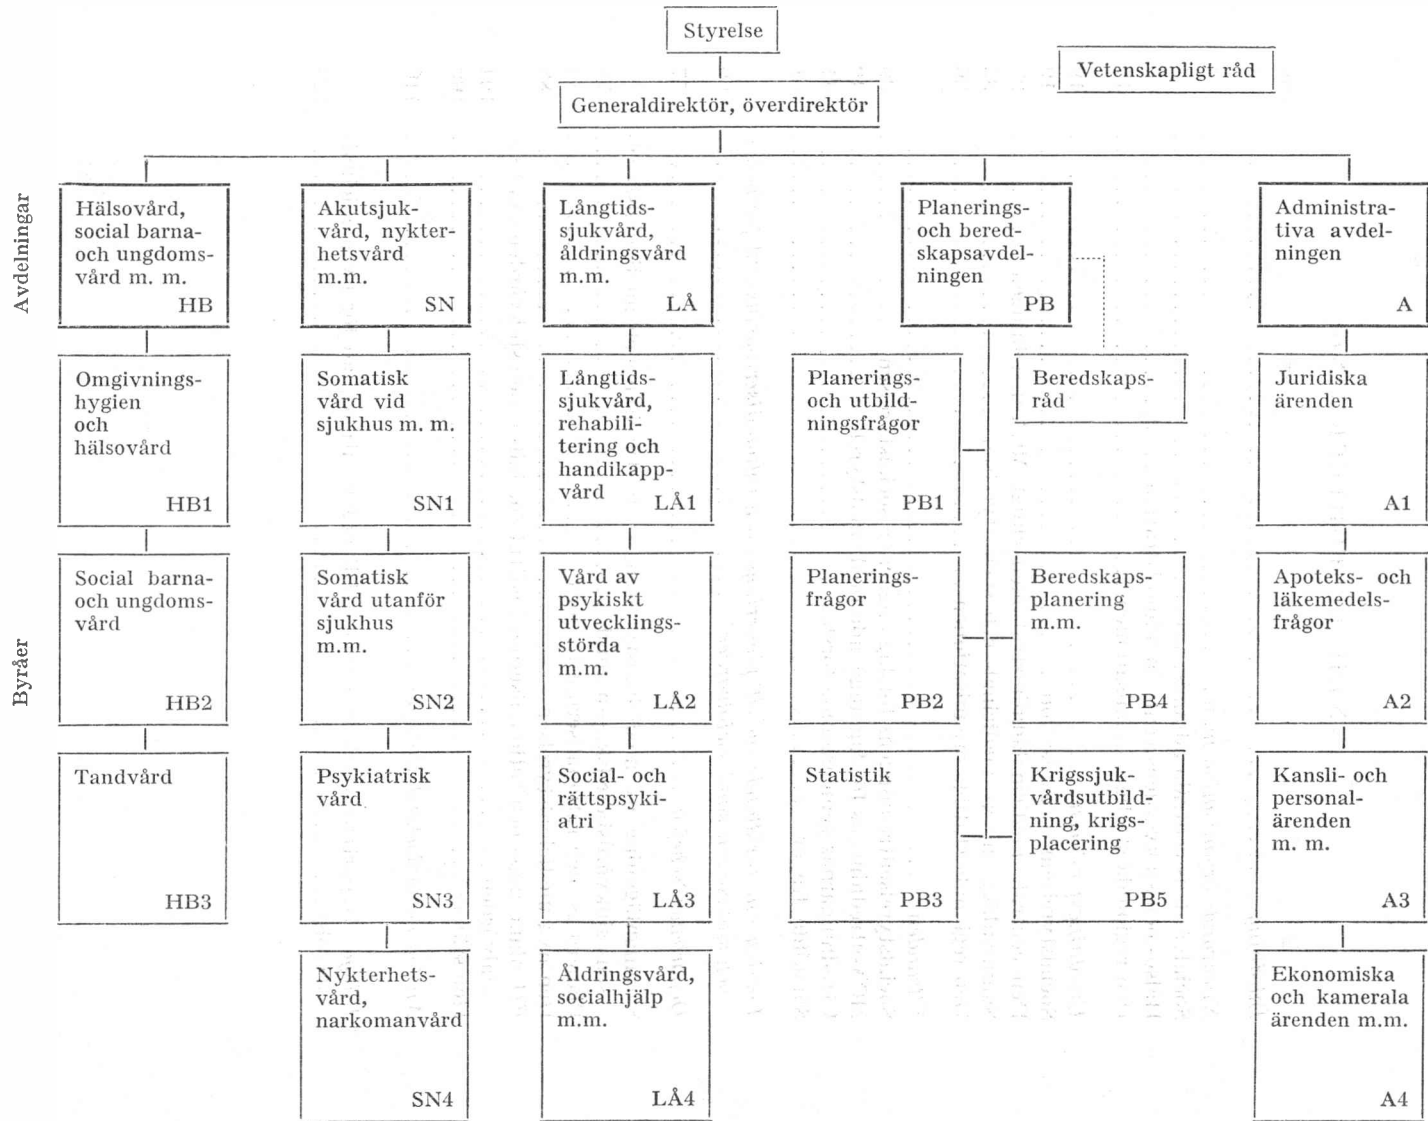 Styrelse
Vetenskapligt råd
Generaldirektör, överdirektör
Avdelningar
Hälsovård,
social barna-
och ungdoms-
vård m. m.
HB
Akutsjuk-
vård, nykter-
hetsvård
m.m.
SN
Långtids-
sjukvård,
åldringsvård
m.m.
LÅ
Planerings-
och bered-
skapsavdel-
ningen
PB
Administra-
tiva avdel-
ningen
A
Byråer
Omgivnings-
hygien
och
hälsovård
HB1
Somatisk
vård vid
sjukhus m. m.
SN1
Långtids-
sjukvård,
rehabili-
tering och
handikapp-
vård
LÅ1
Planerings-
och utbild-
ningsfrågor
PB1
Beredskaps-
råd
Juridiska
ärenden
A1
Social barna-
och ungdoms-
vård
HB2
Somatisk
vård utanför
sjukhus
m.m.
SN2
Vård av
psykiskt
utvecklings-
störda
m.m.
LÅ2
Planerings-
frågor
PB2
Beredskaps-
planering
m.m.
PB4
Apoteks- och
läkemedels-
frågor
A2
Tandvård
HB3
Psykiatrisk
vård
SN3
Social- och
rättspsyki-
atri
LÅ3
Statistik
PB3
Krigssjuk-
vårdsutbild-
ning, krigs-
placering
PB5
Kansli- och
personal-
ärenden
m. m.
A3
Nykterhets-
vård,
narkomanvård
SN4
Åldringsvård,
socialhjälp
m.m.
LÅ4
Ekonomiska
och kamerala
ärenden m.m.
A4